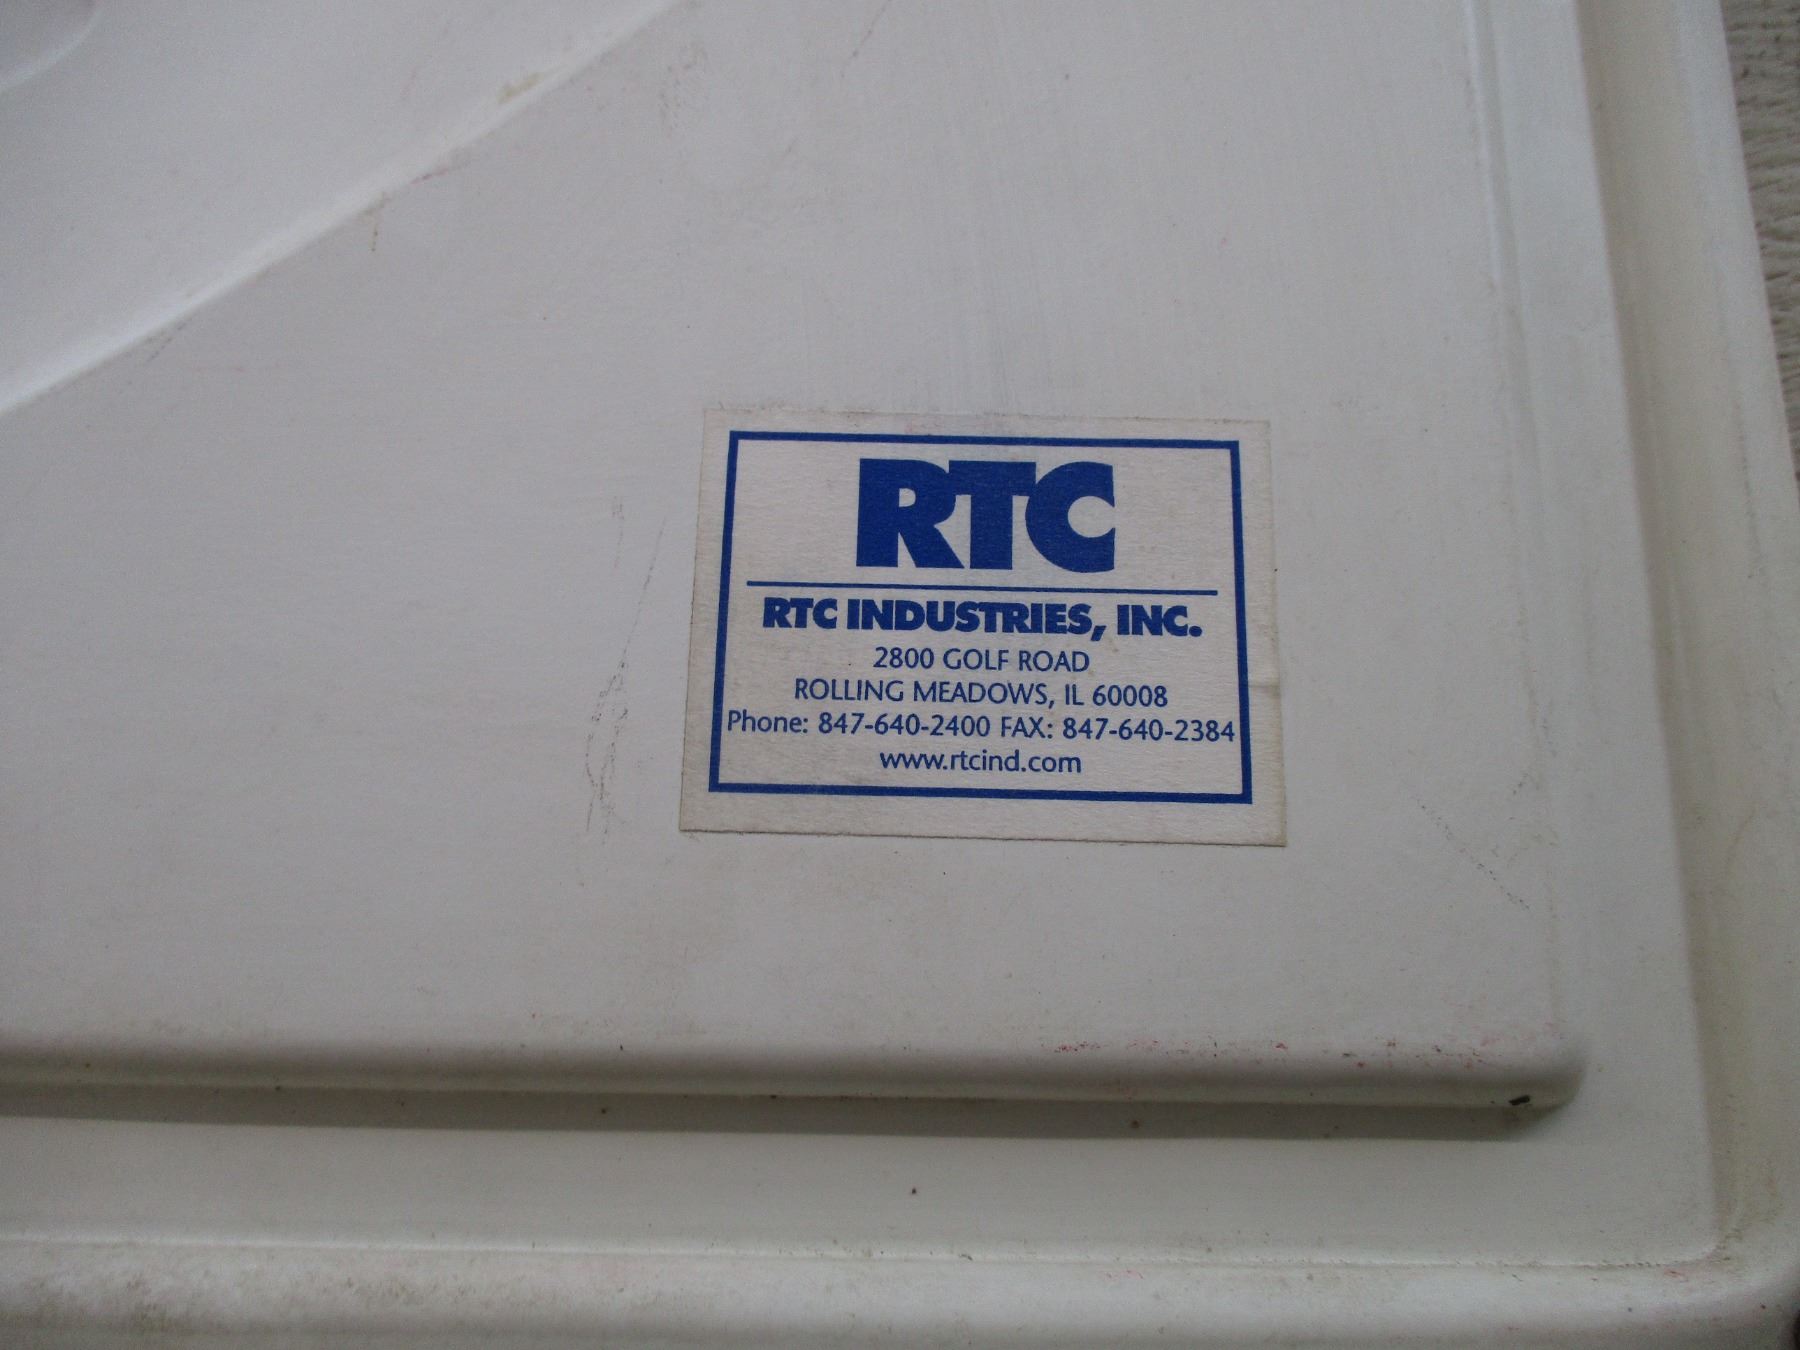 RTC
RTC INDUSTRIES, INC.
2800 GOLF ROAD
ROLLING MEADOWS, IL 60008
Phone: 847-640-2400 FAX: 847-640-2384
www.rtcind.com